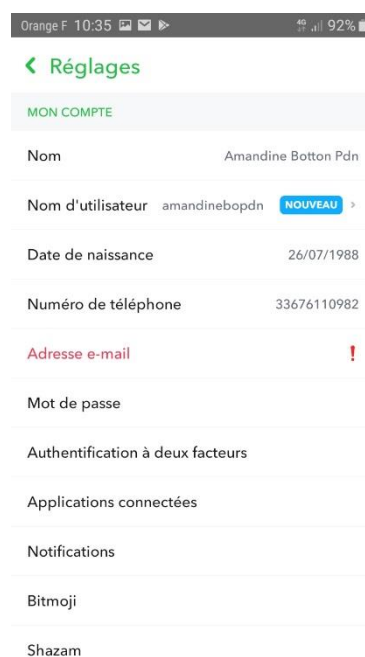 Orange F 10:35 92%
Réglages
MON COMPTE
Nom Amandine Botton Pdn
Nom d'utilisateur amandinebopdn NOUVEAU
Date de naissance 26/07/1988
Numéro de téléphone 33676110982
Adresse e-mail !
Mot de passe
Authentification à deux facteurs
Applications connectées
Notifications
Bitmoji
Shazam